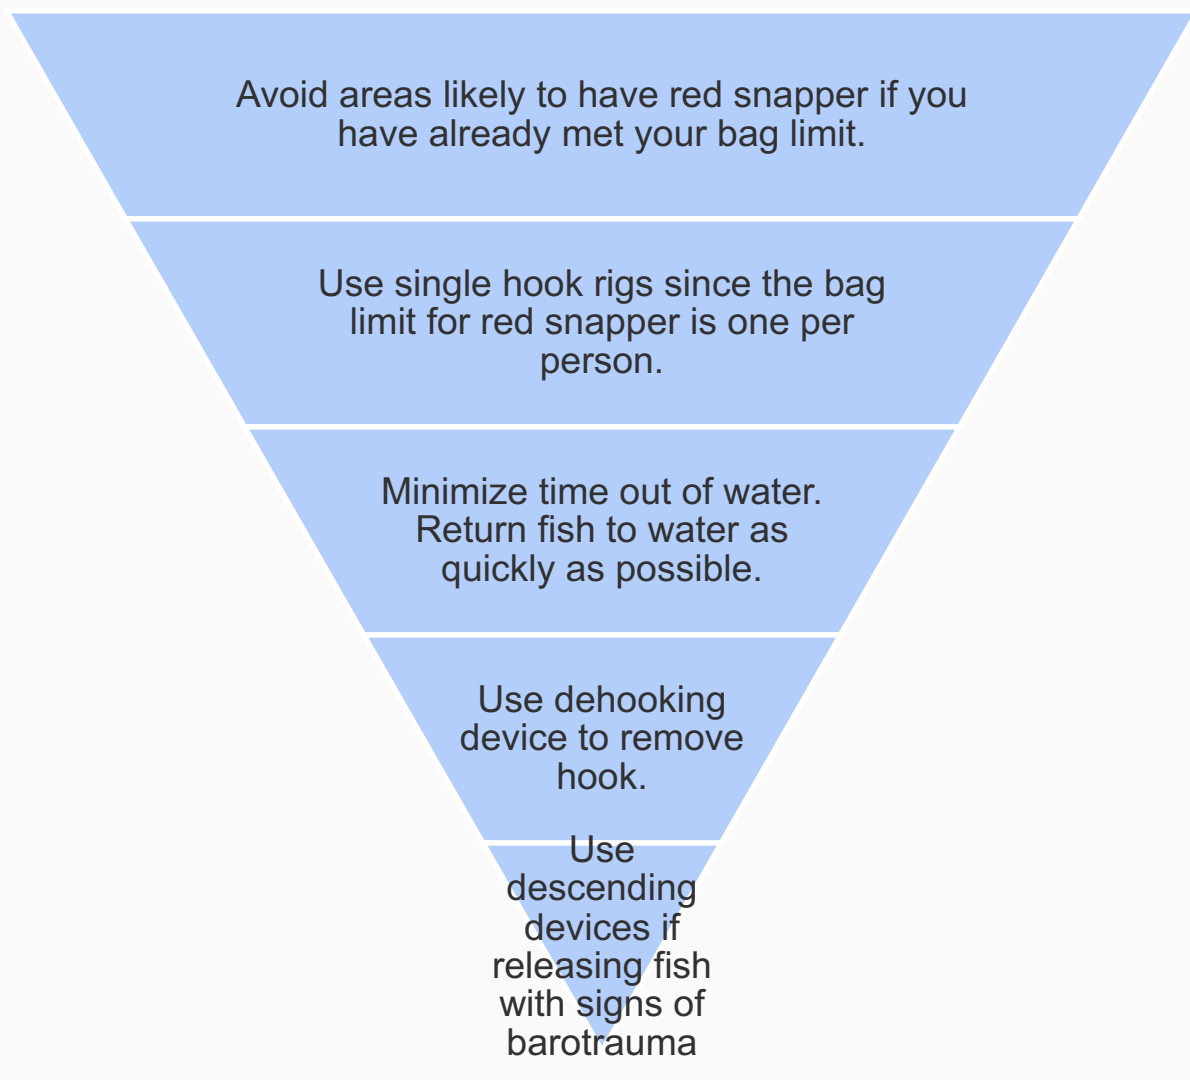 Avoid areas likely to have red snapper if you
have already met your bag limit.
Use single hook rigs since the bag
limit for red snapper is one per
person.
Minimize time out of water.
Return fish to water as
quickly as possible.
Use dehooking
device to remove
hook.
Use
descending
devices if
releasing fish
with signs of
barotrauma